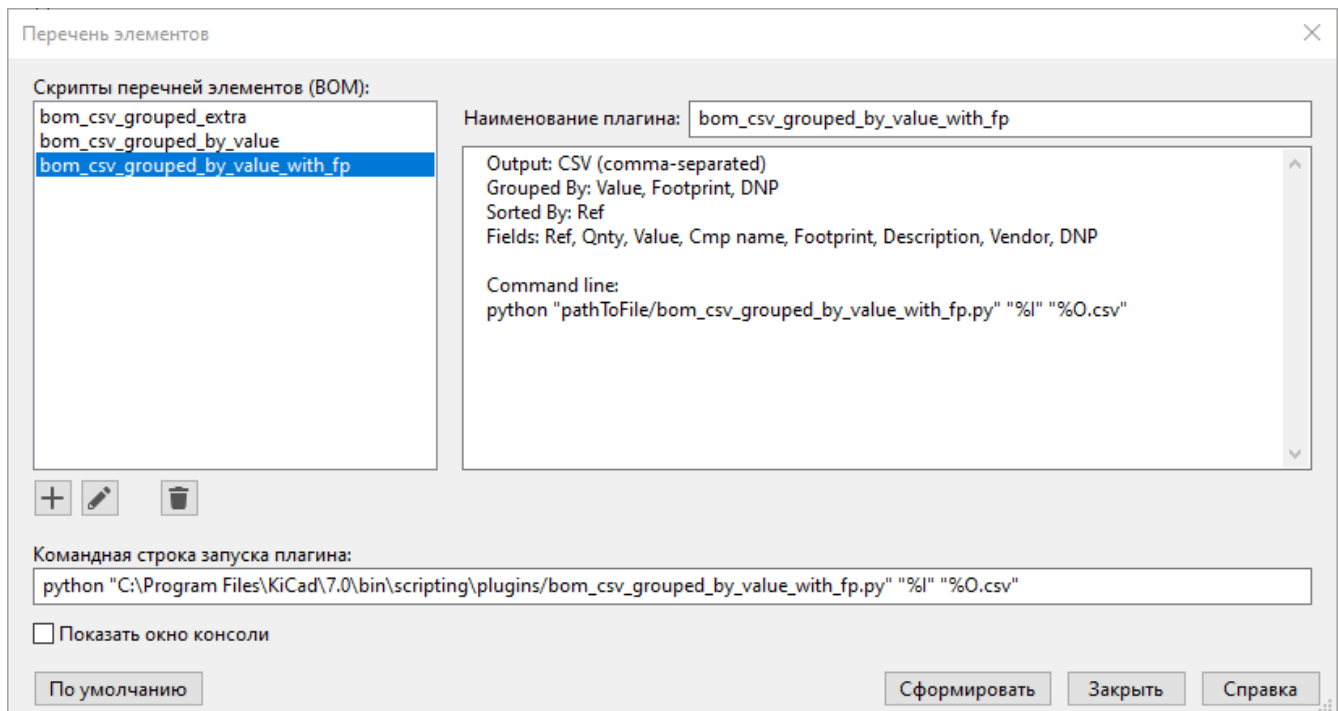 Перечень элементов
Скрипты перечней элементов (BOM):
bom_csv_grouped_extra
bom_csv_grouped_by_value
bom_csv_grouped_by_value_with_fp
Наименование плагина: bom_csv_grouped_by_value_with_fp
Output: CSV (comma-separated)
Grouped By: Value, Footprint, DNP
Sorted By: Ref
Fields: Ref, Qnty, Value, Cmp name, Footprint, Description, Vendor, DNP
Command line:
python "pathToFile/bom_csv_grouped_by_value_with_fp.py" "%I" "%O.csv"
Командная строка запуска плагина:
python "C:\Program Files\KiCad\7.0\bin\scripting\plugins/bom_csv_grouped_by_value_with_fp.py" "%I" "%O.csv"
Показать окно консоли
По умолчанию Сформировать Закрыть Справка